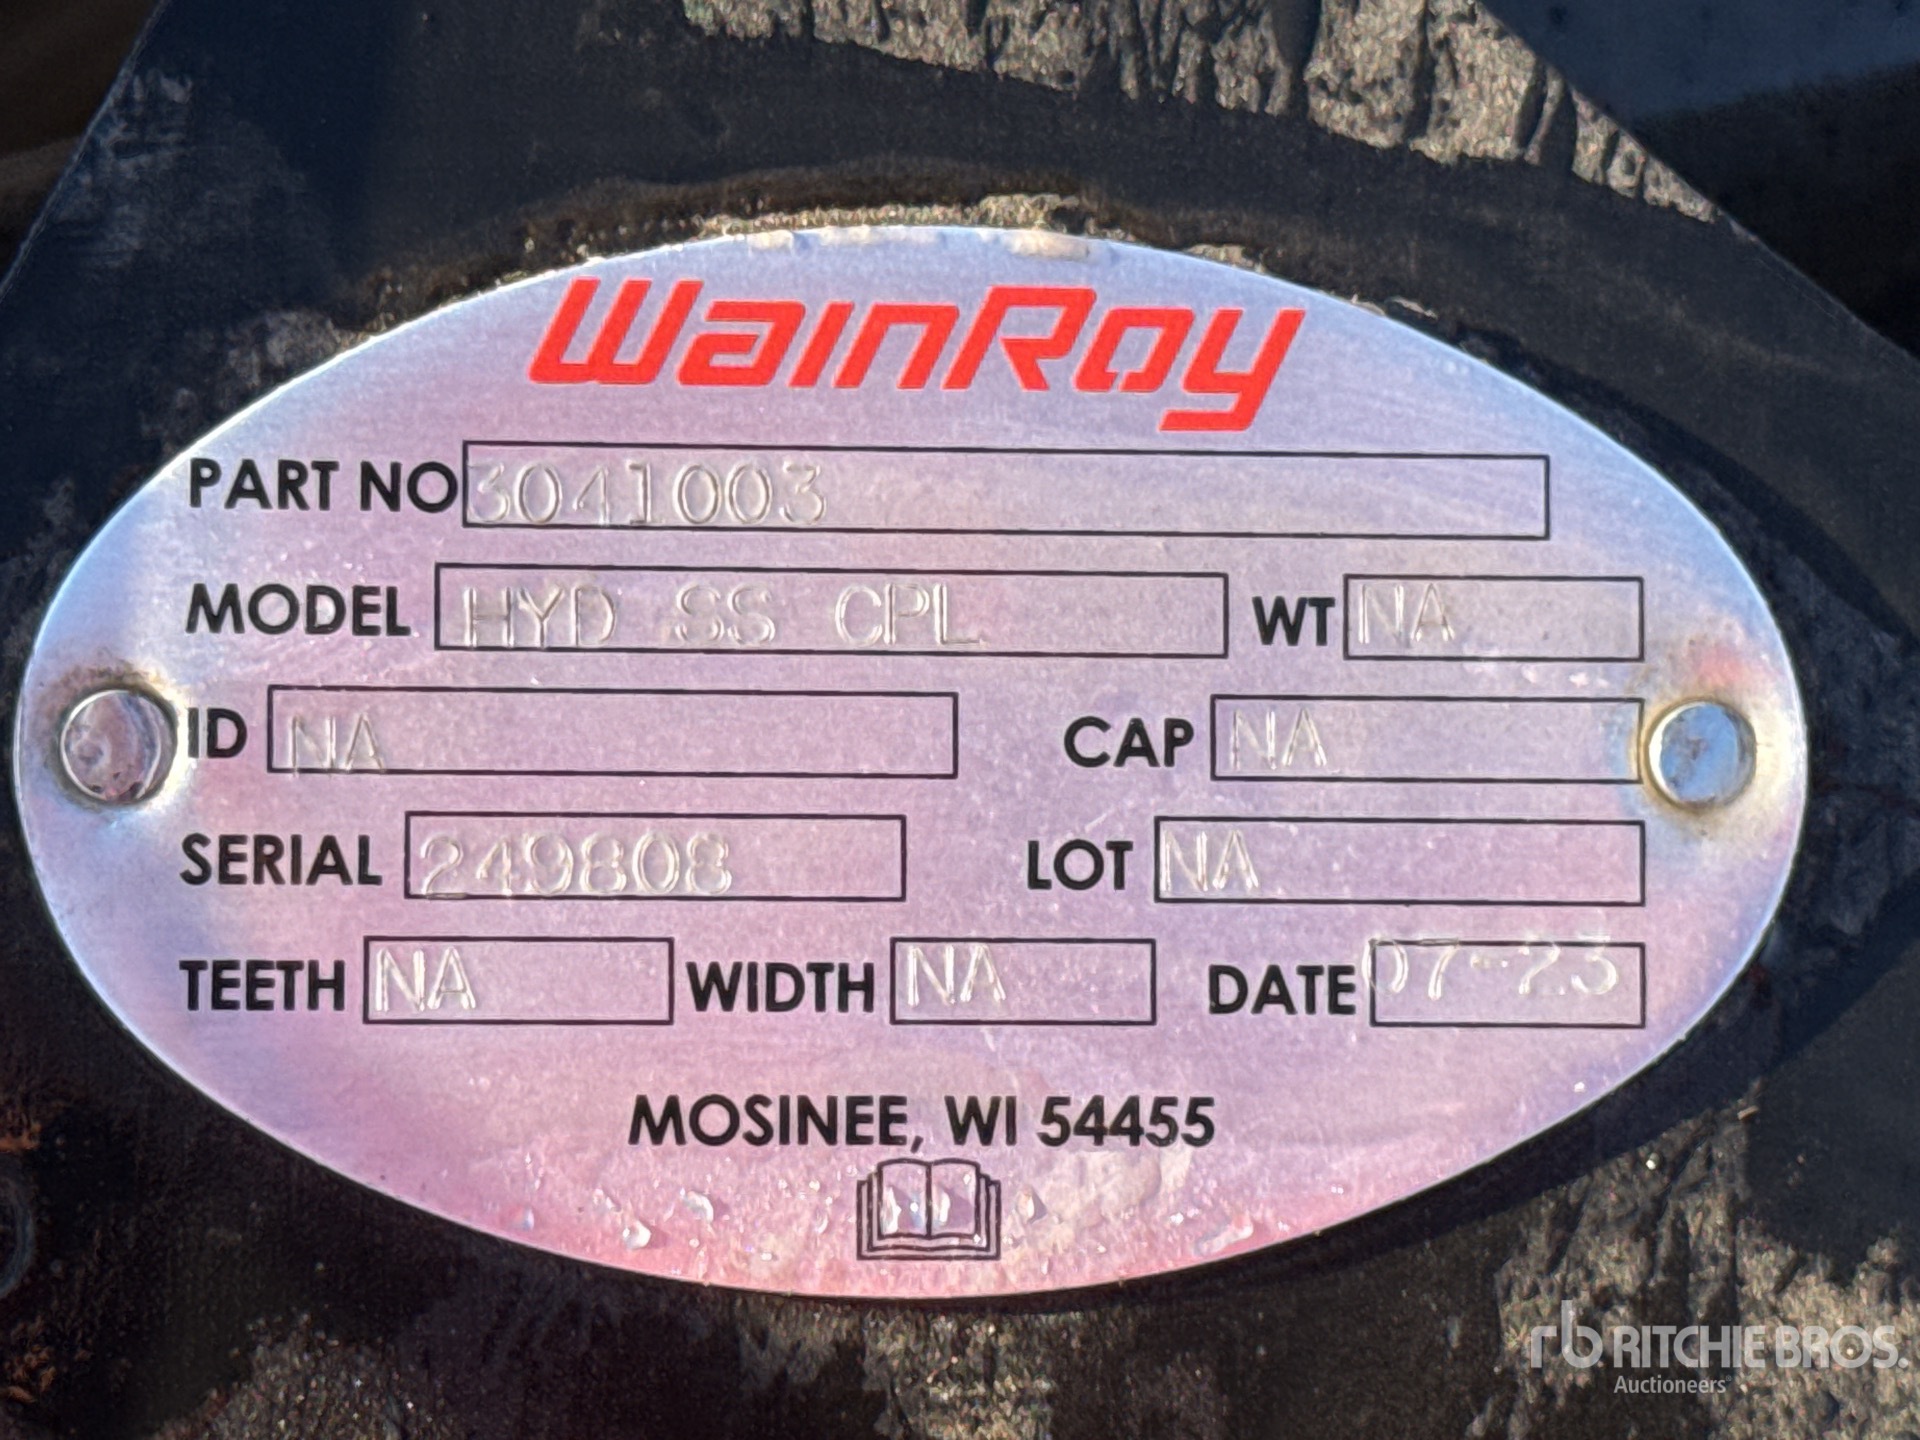 WainRoy
PART NO 3041003
MODEL HYD SS CPL WT NA
ID NA CAP NA
SERIAL 249808 LOT NA
TEETH NA WIDTH NA DATE 07-23
MOSINEE, WI 54455
rb RITCHIE BROS.
Auctioneers